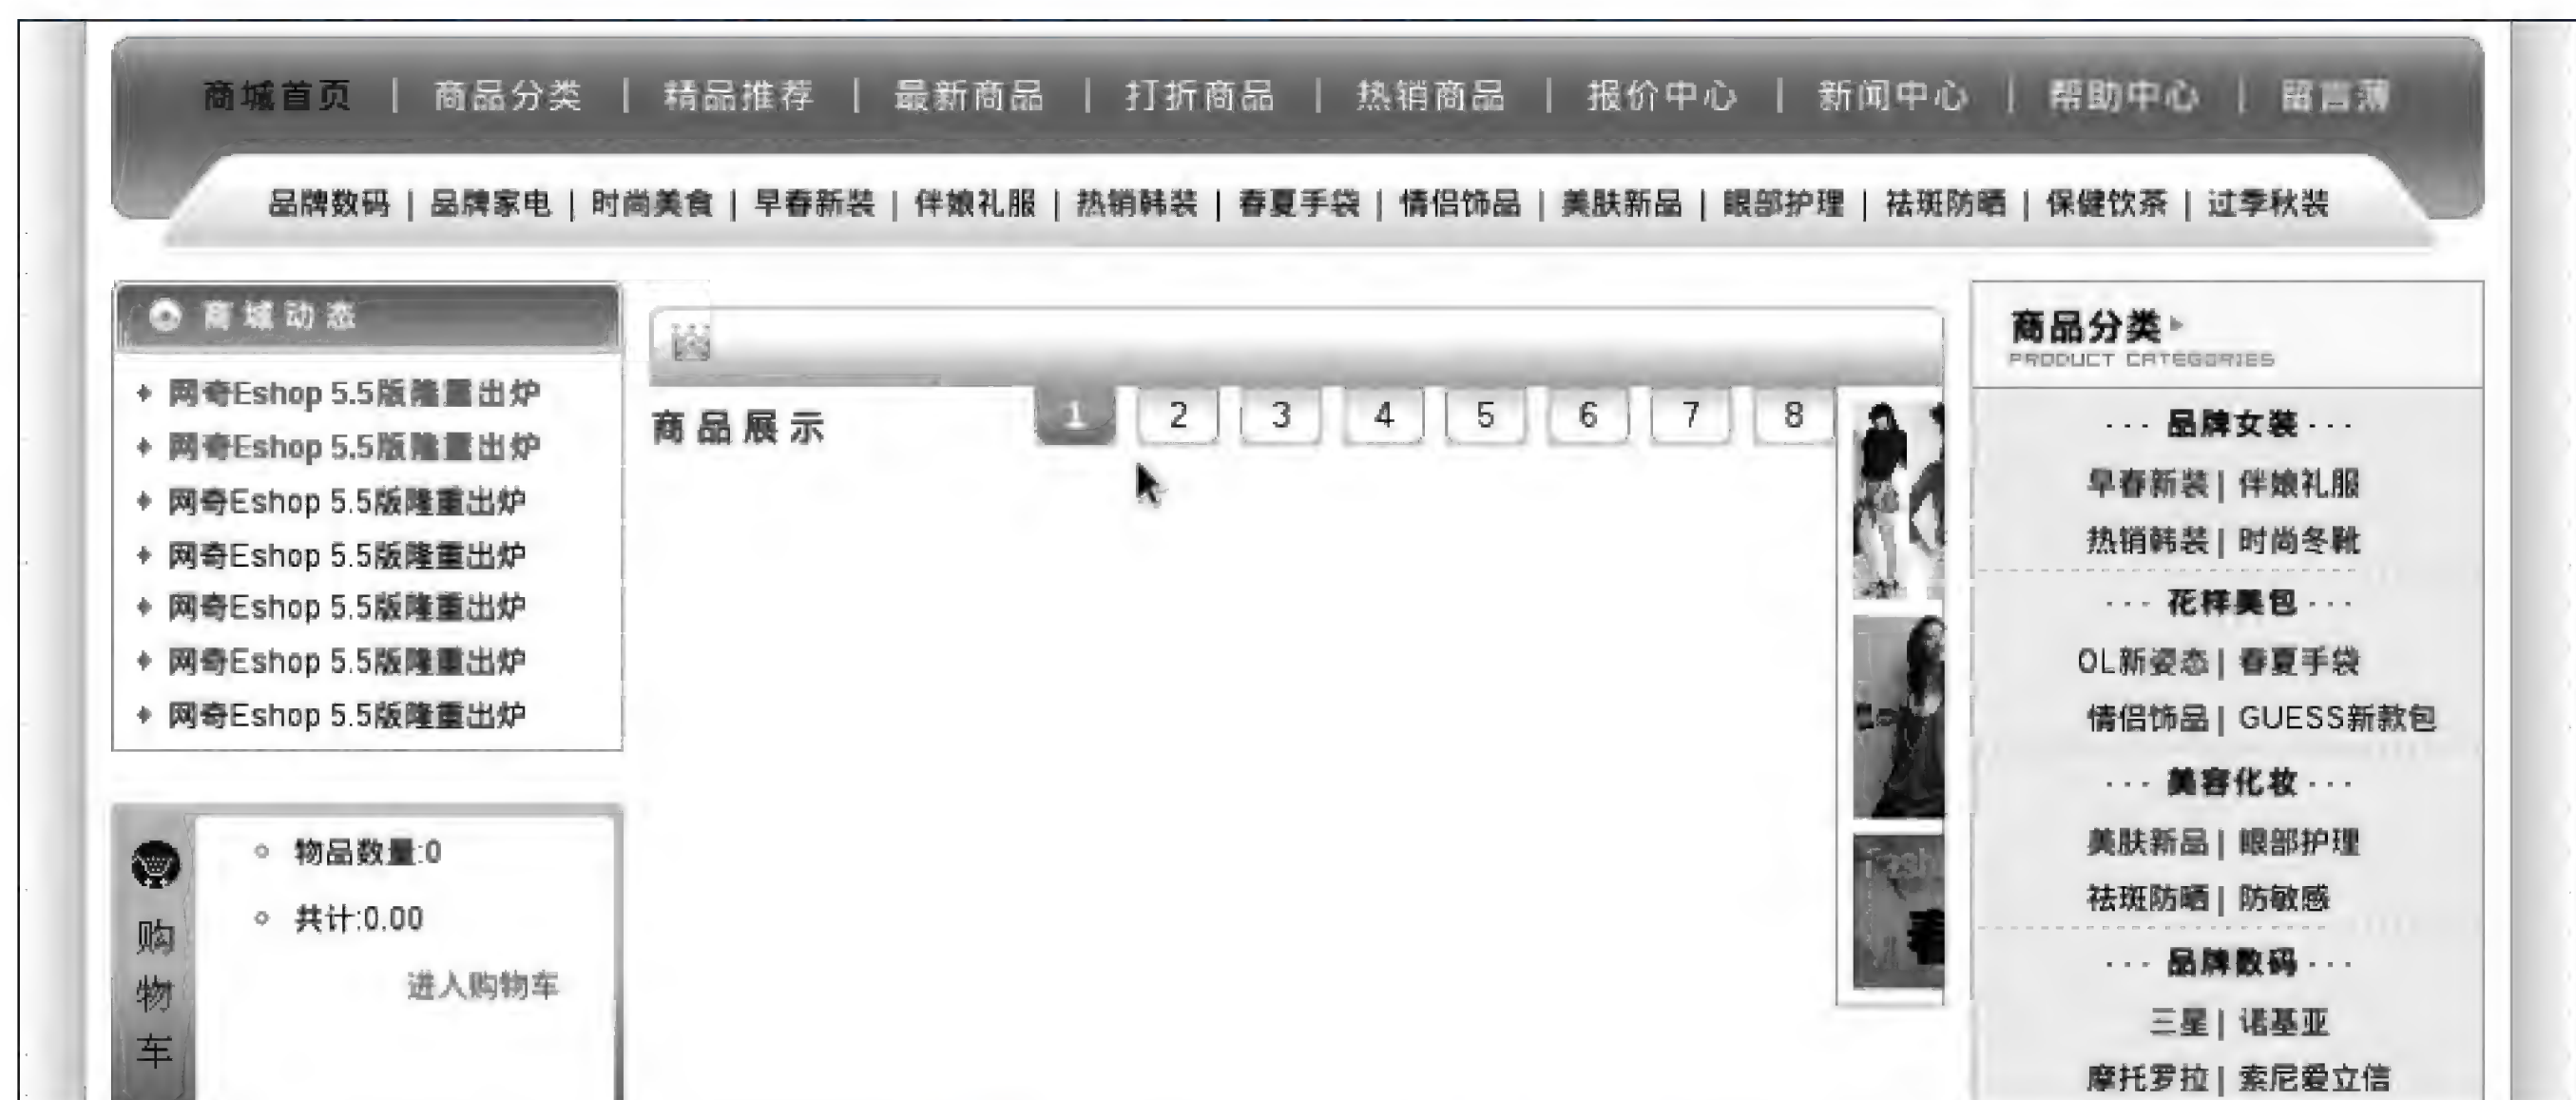 商城首页 | 商品分类 | 精品推荐 | 最新商品 | 打折商品 | 热销商品 | 报价中心 | 新闻中心 | 帮助中心 | 留言薄
品牌数码 | 品牌家电 | 时尚美食 | 早春新装 | 伴娘礼服 | 热销韩装 | 春夏手袋 | 情侣饰品 | 美肤新品 | 眼部护理 | 祛斑防晒 | 保健饮茶 | 过季秋装
商城动态
网奇Eshop 5.5版隆重出炉
网奇Eshop 5.5版隆重出炉
网奇Eshop 5.5版隆重出炉
网奇Eshop 5.5版隆重出炉
网奇Eshop 5.5版隆重出炉
网奇Eshop 5.5版隆重出炉
网奇Eshop 5.5版隆重出炉
购物车
物品数量:0
共计:0.00
进入购物车
商品展示
1 2 3 4 5 6 7 8
商品分类
PRODUCT CATEGORIES
··· 品牌女装 ···
早春新装 | 伴娘礼服
热销韩装 | 时尚冬靴
··· 花样美包 ···
OL新姿态 | 春夏手袋
情侣饰品 | GUESS新款包
··· 美容化妆 ···
美肤新品 | 眼部护理
祛斑防晒 | 防敏感
··· 品牌数码 ···
三星 | 诺基亚
摩托罗拉 | 索尼爱立信